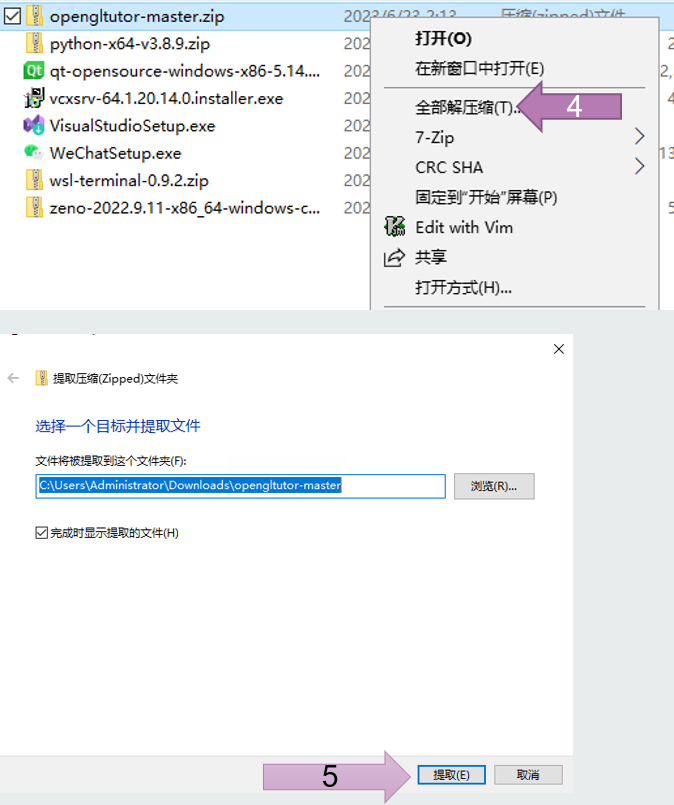 opengltutor-master.zip
2023/6/23 2:13
压缩(zipped)文件
python-x64-v3.8.9.zip
202
qt-opensource-windows-x86-5.14....
202
vcxsrv-64.1.20.14.0.installer.exe
202
VisualStudioSetup.exe
202
WeChatSetup.exe
202
wsl-terminal-0.9.2.zip
202
zeno-2022.9.11-x86_64-windows-c...
202
打开(O)
在新窗口中打开(E)
全部解压缩(T)...
4
7-Zip
CRC SHA
固定到"开始"屏幕(P)
Edit with Vim
共享
打开方式(H)...
提取压缩(Zipped)文件夹
选择一个目标并提取文件
文件将被提取到这个文件夹(F):
C:\Users\Administrator\Downloads\opengltutor-master
浏览(R)...
完成时显示提取的文件(H)
5
提取(E)
取消